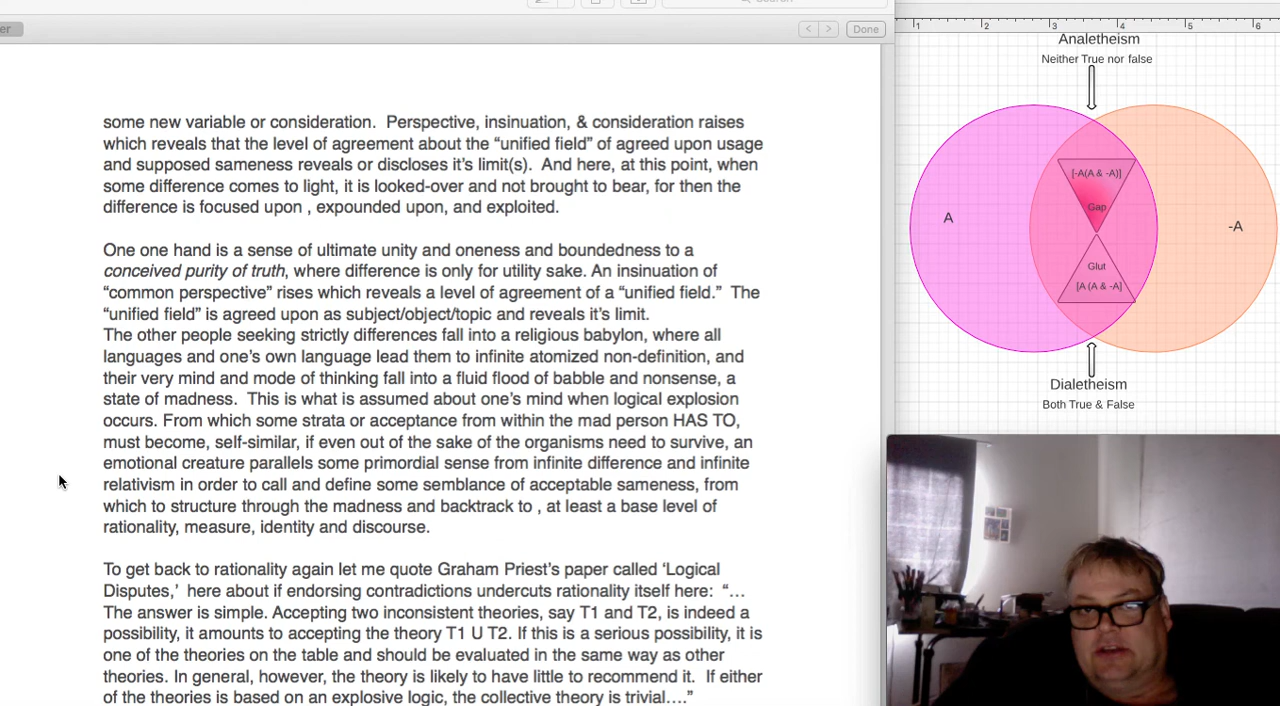 er
< >
Done
some new variable or consideration.  Perspective, insinuation, & consideration raises
which reveals that the level of agreement about the “unified field” of agreed upon usage
and supposed sameness reveals or discloses it’s limit(s).  And here, at this point, when
some difference comes to light, it is looked-over and not brought to bear, for then the
difference is focused upon , expounded upon, and exploited.
One one hand is a sense of ultimate unity and oneness and boundedness to a
conceived purity of truth, where difference is only for utility sake. An insinuation of
“common perspective” rises which reveals a level of agreement of a “unified field.”  The
“unified field” is agreed upon as subject/object/topic and reveals it’s limit.
The other people seeking strictly differences fall into a religious babylon, where all
languages and one’s own language lead them to infinite atomized non-definition, and
their very mind and mode of thinking fall into a fluid flood of babble and nonsense, a
state of madness.  This is what is assumed about one’s mind when logical explosion
occurs. From which some strata or acceptance from within the mad person HAS TO,
must become, self-similar, if even out of the sake of the organisms need to survive, an
emotional creature parallels some primordial sense from infinite difference and infinite
relativism in order to call and define some semblance of acceptable sameness, from
which to structure through the madness and backtrack to , at least a base level of
rationality, measure, identity and discourse.
To get back to rationality again let me quote Graham Priest’s paper called ‘Logical
Disputes,’  here about if endorsing contradictions undercuts rationality itself here:  “…
The answer is simple. Accepting two inconsistent theories, say T1 and T2, is indeed a
possibility, it amounts to accepting the theory T1 U T2. If this is a serious possibility, it is
one of the theories on the table and should be evaluated in the same way as other
theories. In general, however, the theory is likely to have little to recommend it.  If either
of the theories is based on an explosive logic, the collective theory is trivial….”
1 2 3 4 5 6
Analetheism
Neither True nor false
[-A(A & -A)]
Gap
A
-A
Glut
[A (A & -A]
Dialetheism
Both True & False